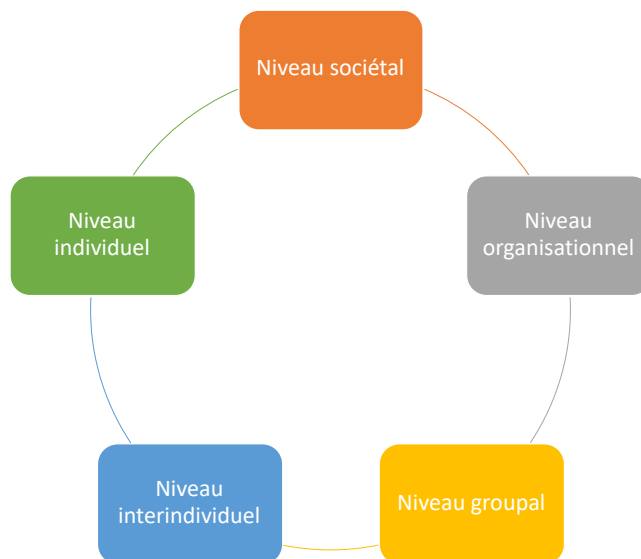 Niveau sociétal
Niveau
organisationnel
Niveau groupal
Niveau
interindividuel
Niveau
individuel